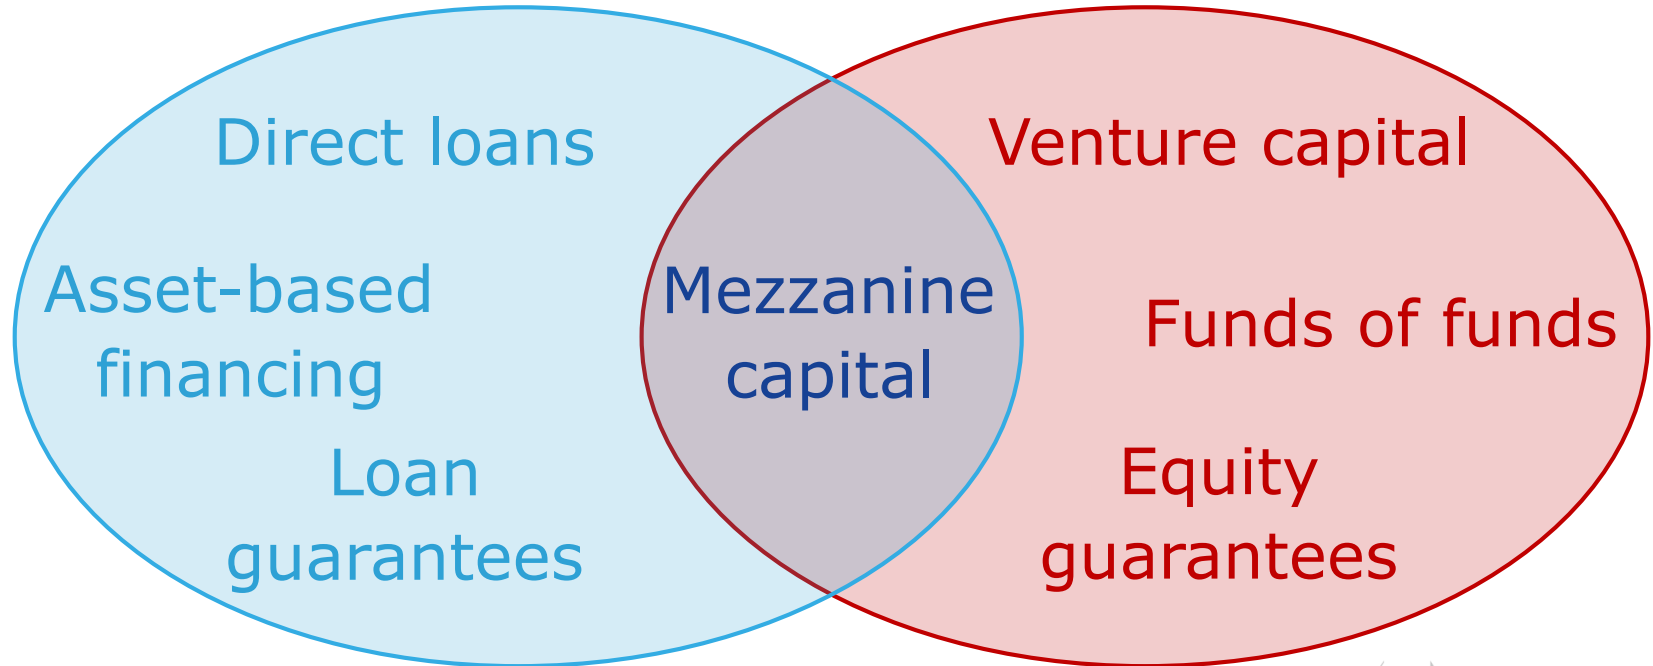 Direct loans
Asset-based
financing
Loan
guarantees
Mezzanine
capital
Venture capital
Funds of funds
Equity
guarantees